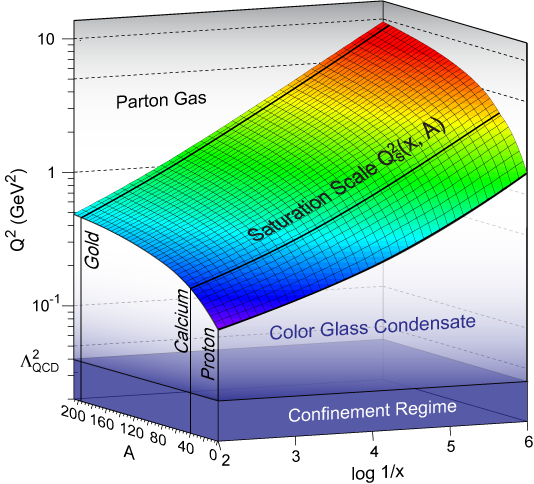 10
Parton Gas
Saturation Scale Q²ₛ(x, A)
1
Q² (GeV²)
Gold
Calcium
Proton
10⁻¹
Color Glass Condensate
Λ²QCD
Confinement Regime
200 160 120 80 40 0
A
2 3 4 5 6
log 1/x